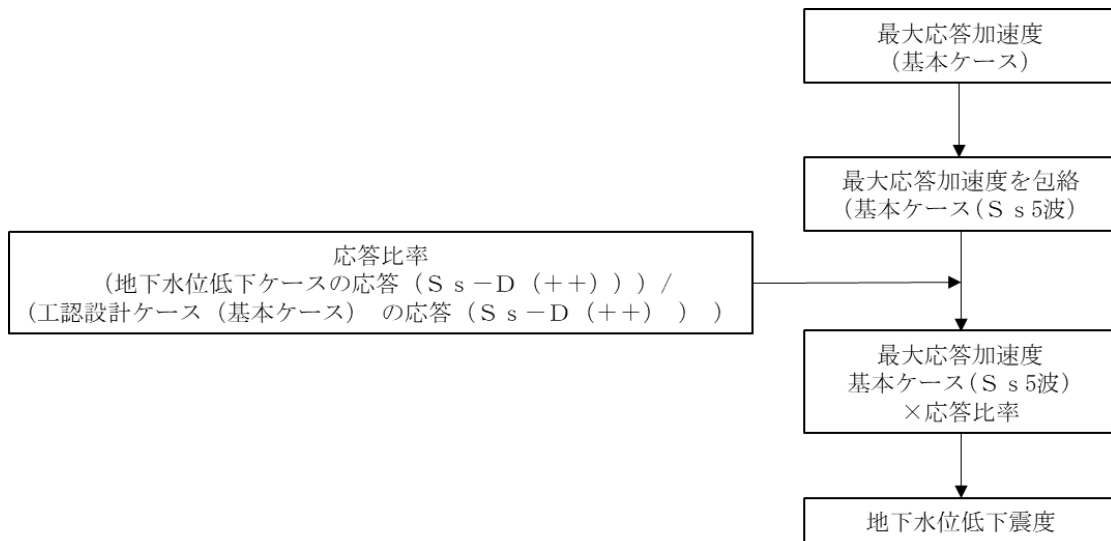 最大応答加速度
(基本ケース)
最大応答加速度を包絡
(基本ケース(Ｓｓ5波)
応答比率
(地下水位低下ケースの応答（Ｓｓ－Ｄ（＋＋）））/
(工認設計ケース（基本ケース） の応答（Ｓｓ－Ｄ（＋＋) ) )
最大応答加速度
基本ケース(Ｓｓ5波)
×応答比率
地下水位低下震度